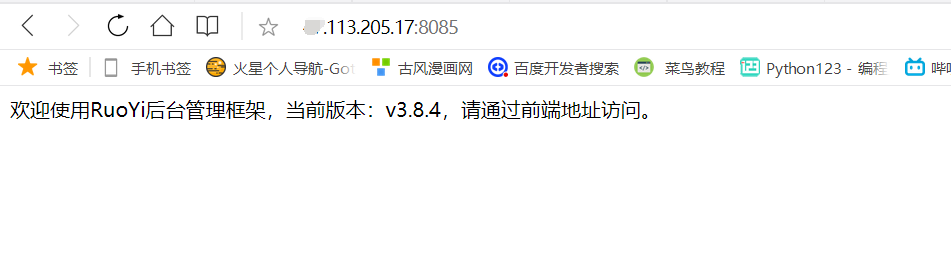 .113.205.17:8085
书签 手机书签 火星个人导航-Got 古风漫画网 百度开发者搜索 菜鸟教程 Python123 - 编程 哔
欢迎使用RuoYi后台管理框架，当前版本：v3.8.4，请通过前端地址访问。